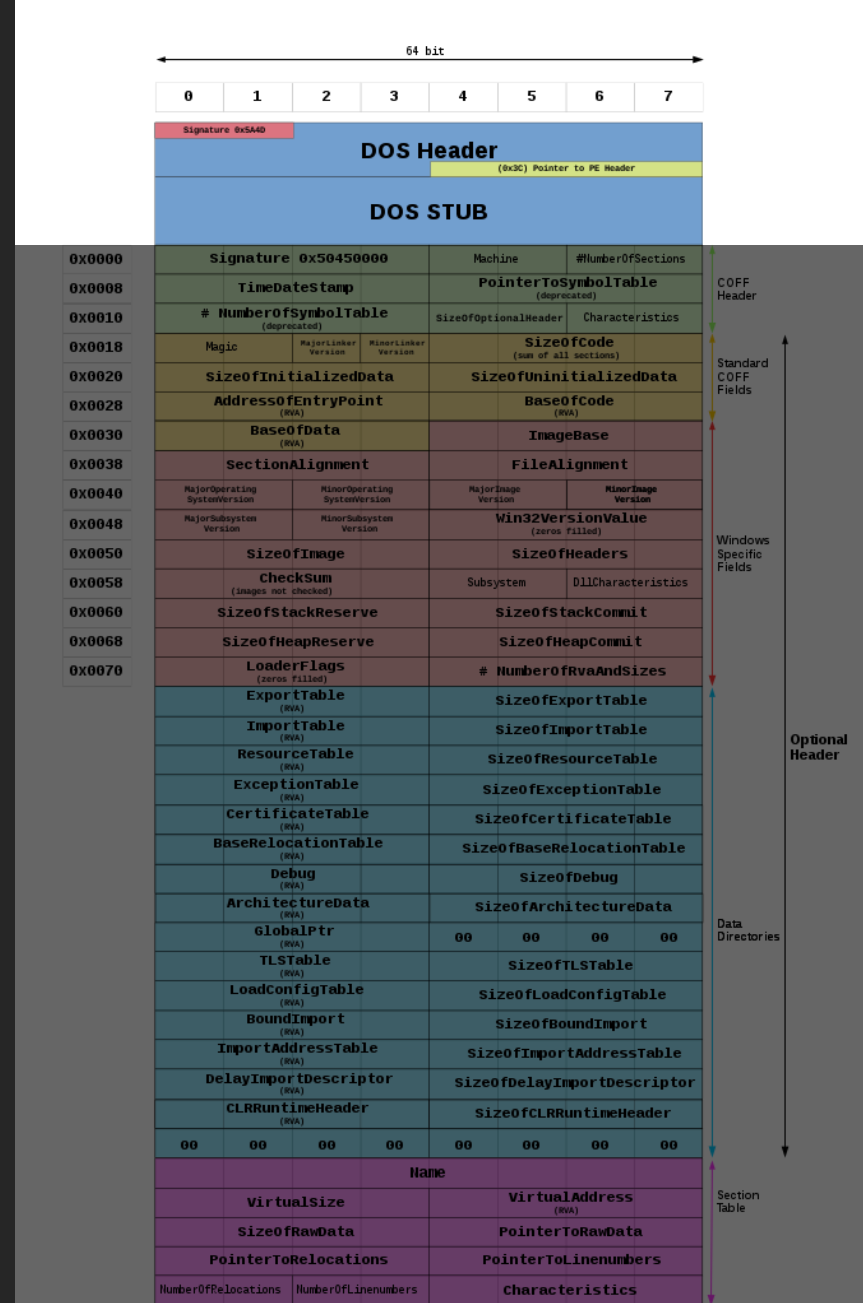 64 bit
0 1 2 3 4 5 6 7
Signature 0x5A4D
DOS Header
(0x3C) Pointer to PE Header
DOS STUB
0x0000 Signature 0x50450000 Machine #NumberOfSections
0x0008 TimeDateStamp PointerToSymbolTable
(deprecated)
COFF
Header
0x0010 # NumberOfSymbolTable SizeOfOptionalHeader Characteristics
(deprecated)
0x0018 Magic MajorLinker MinorLinker SizeOfCode
Version Version (sum of all sections)
Standard
COFF
Fields
0x0020 SizeOfInitializedData SizeOfUninitializedData
0x0028 AddressOfEntryPoint BaseOfCode
(RVA) (RVA)
0x0030 BaseOfData ImageBase
(RVA)
0x0038 SectionAlignment FileAlignment
0x0040 MajorOperating MinorOperating MajorImage MinorImage
SystemVersion SystemVersion Version Version
0x0048 MajorSubsystem MinorSubsystem Win32VersionValue
Version Version (zeros filled)
Windows
Specific
Fields
0x0050 SizeOfImage SizeOfHeaders
0x0058 CheckSum Subsystem DllCharacteristics
(images not checked)
0x0060 SizeOfStackReserve SizeOfStackCommit
0x0068 SizeOfHeapReserve SizeOfHeapCommit
0x0070 LoaderFlags # NumberOfRvaAndSizes
(zeros filled)
ExportTable SizeOfExportTable
(RVA)
ImportTable SizeOfImportTable
(RVA)
Optional
Header
ResourceTable SizeOfResourceTable
(RVA)
ExceptionTable SizeOfExceptionTable
(RVA)
CertificateTable SizeOfCertificateTable
(RVA)
BaseRelocationTable SizeOfBaseRelocationTable
(RVA)
Debug SizeOfDebug
(RVA)
ArchitectureData SizeOfArchitectureData
(RVA)
Data
Directories
GlobalPtr 00 00 00 00
(RVA)
TLSTable SizeOfTLSTable
(RVA)
LoadConfigTable SizeOfLoadConfigTable
(RVA)
BoundImport SizeOfBoundImport
(RVA)
ImportAddressTable SizeOfImportAddressTable
(RVA)
DelayImportDescriptor SizeOfDelayImportDescriptor
(RVA)
CLRRuntimeHeader SizeOfCLRRuntimeHeader
(RVA)
00 00 00 00 00 00 00 00
Name
VirtualSize VirtualAddress
(RVA)
Section
Table
SizeOfRawData PointerToRawData
PointerToRelocations PointerToLinenumbers
NumberOfRelocations NumberOfLinenumbers Characteristics